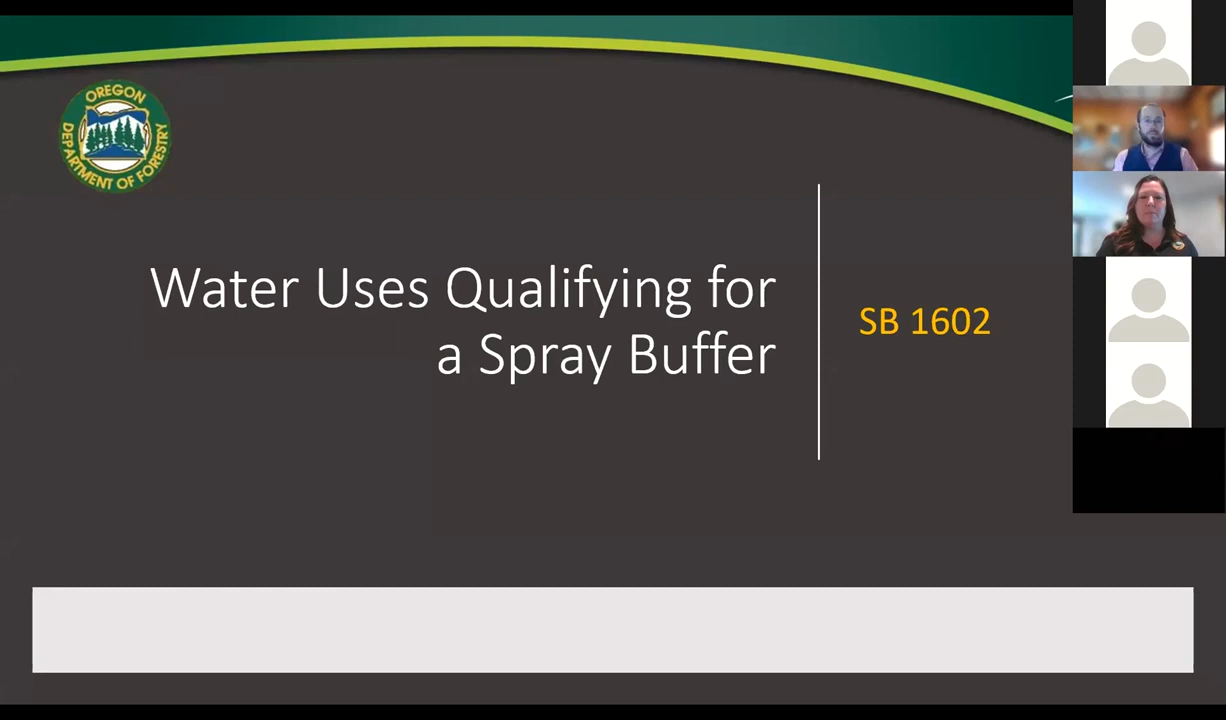 OREGON
DEPARTMENT OF FORESTRY
Water Uses Qualifying for
a Spray Buffer
SB 1602